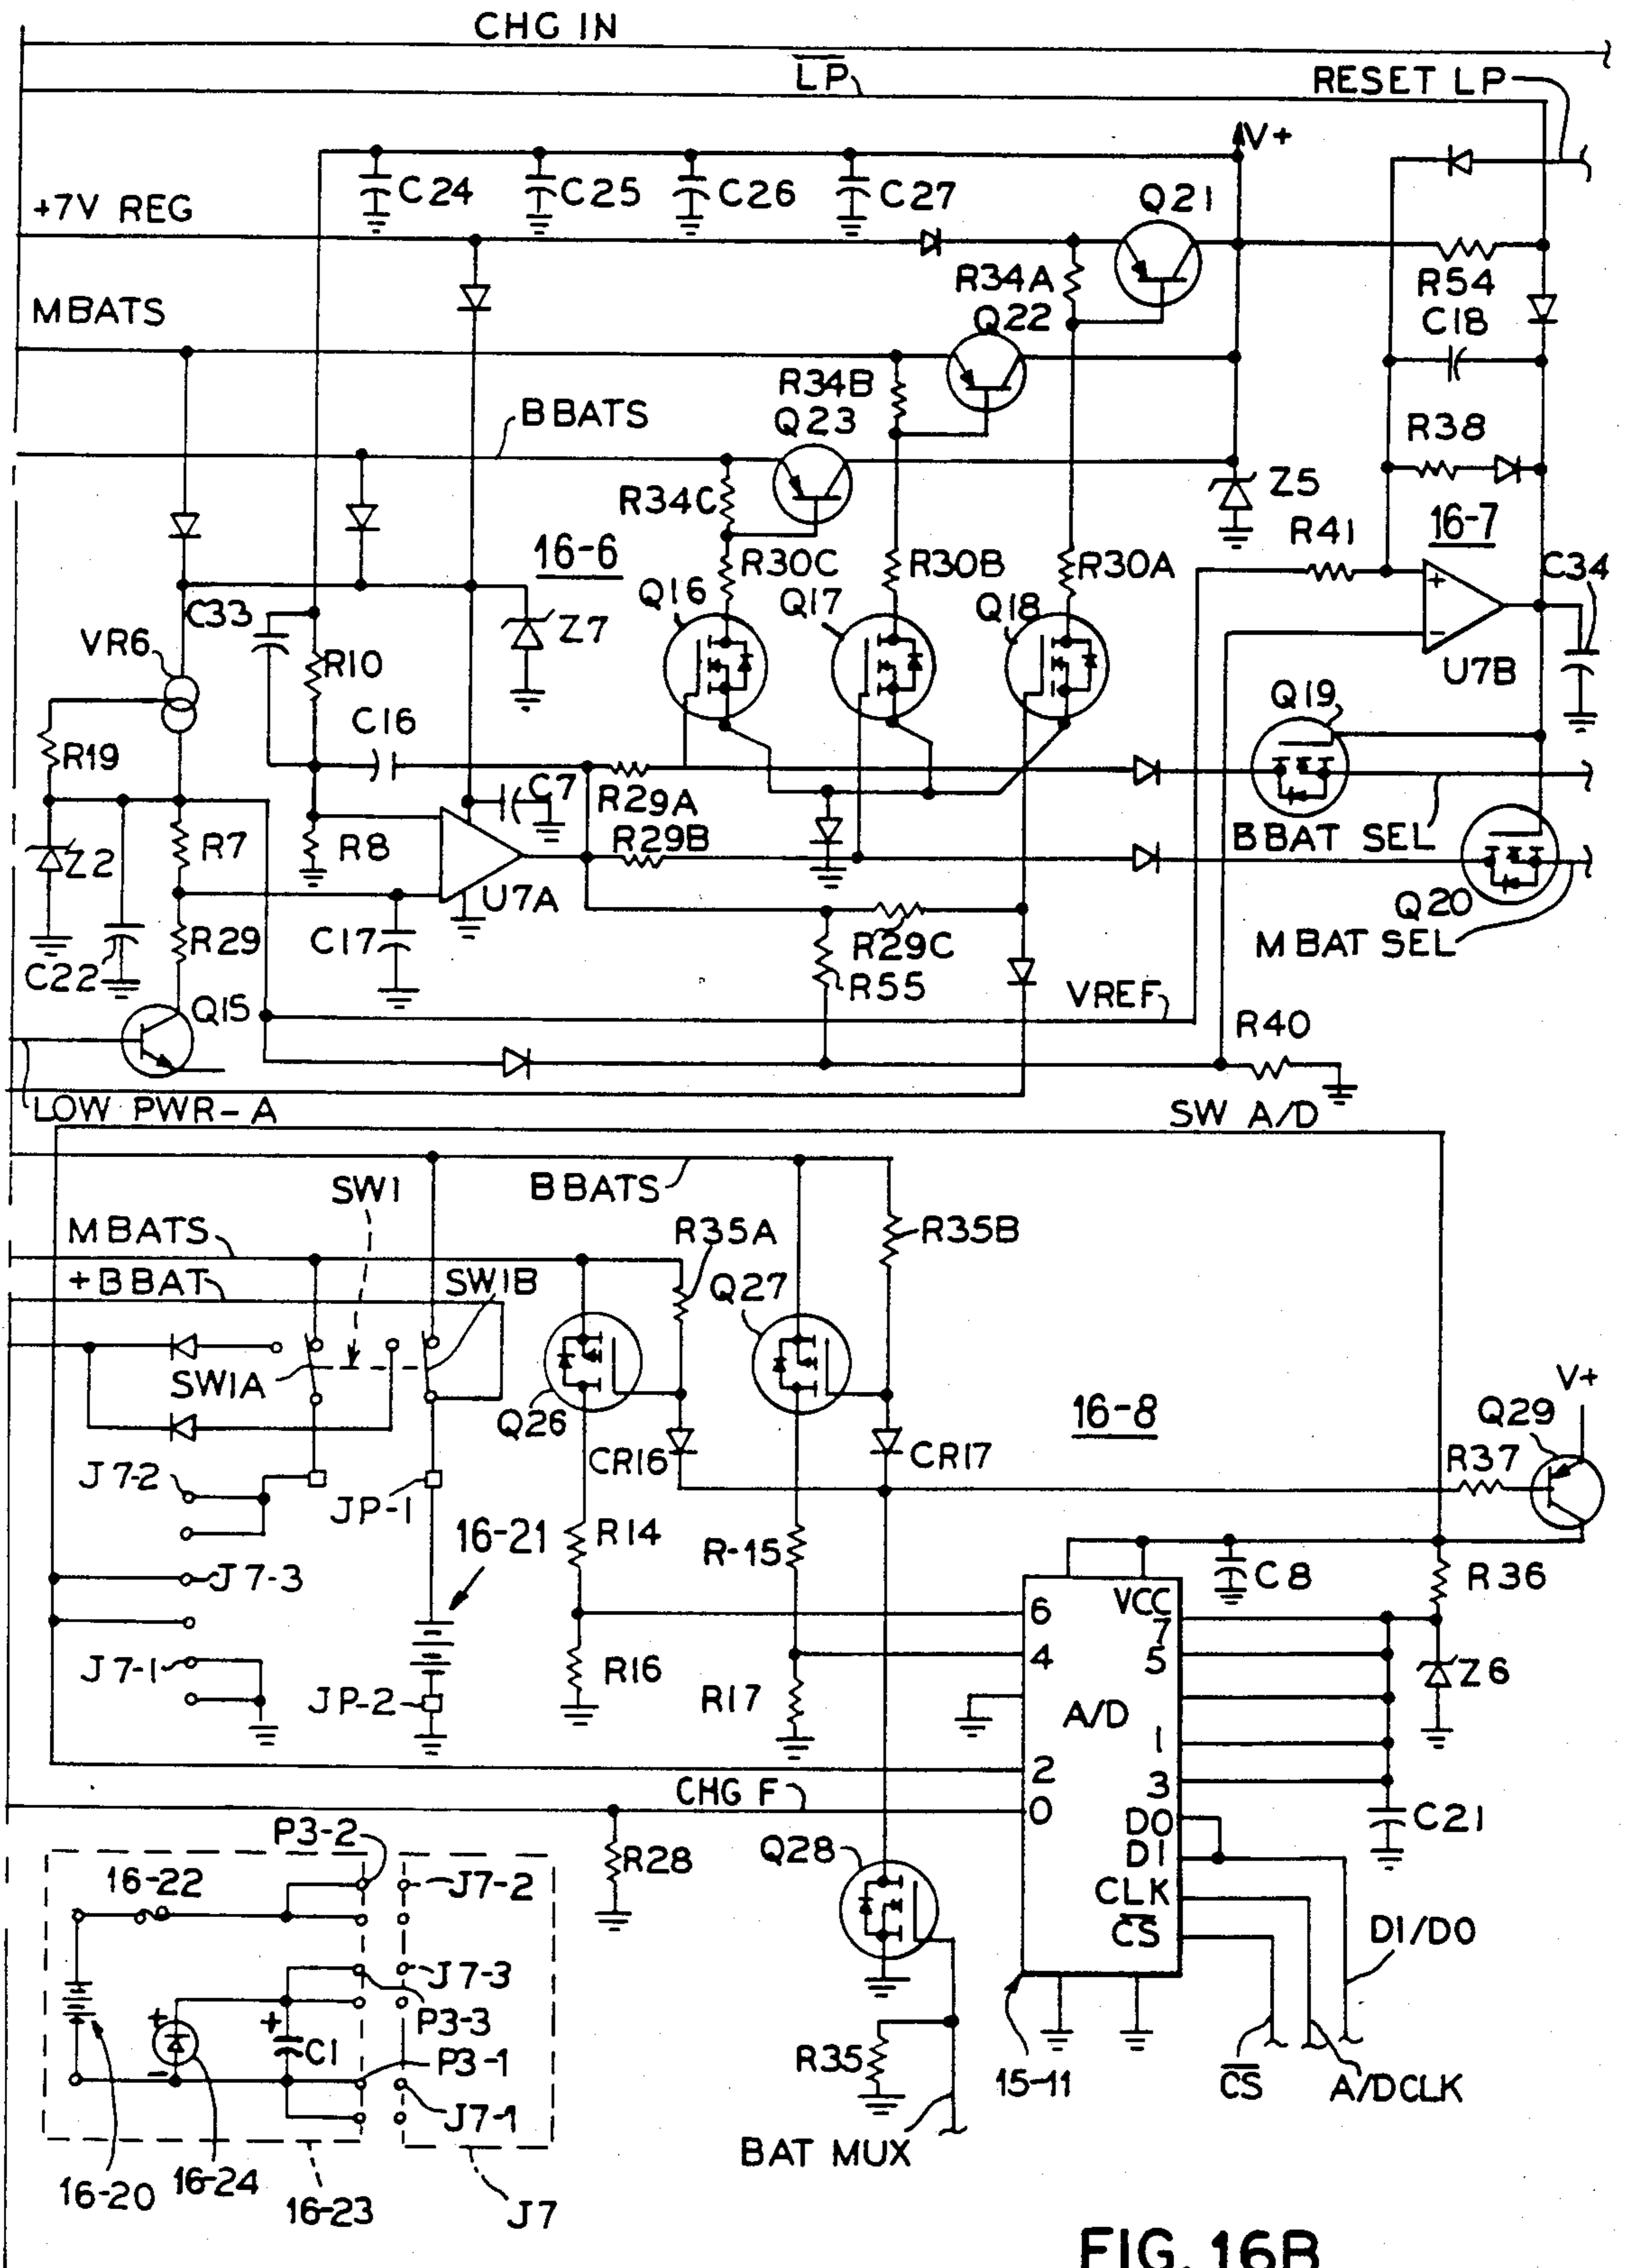 CHG IN
LP
RESET LP
V+
C24
C25
C26
C27
Q21
+7V REG
R34A
R54
MBATS
Q22
C18
R34B
BBATS
Q23
R38
R34C
Z5
16-6
R41
16-7
R30C
R30B
R30A
C34
C33
Q16
Q17
Q18
Z7
VR6
R10
U7B
Q19
C16
R19
C7
R29A
R29B
BBAT SEL
Z2
R7
R8
U7A
Q20
R29
C17
R29C
MBAT SEL
C22
R55
Q15
VREF
R40
LOW PWR-A
SW A/D
SW1
BBATS
MBATS
R35A
R35B
+BBAT
SW1B
Q27
SW1A
16-8
V+
Q26
Q29
CR16
CR17
R37
J7-2
JP-1
16-21
R14
R-15
J7-3
C8
R36
6
VCC
7
4
5
J7-1
R16
Z6
JP-2
R17
A/D
1
2
3
CHG F
0
D0
C21
P3-2
DI
R28
Q28
16-22
J7-2
CLK
CS
DI/DO
J7-3
+
+
P3-3
C1
P3-1
R35
-
15-11
CS
A/DCLK
J7-1
BAT MUX
16-20
16-24
16-23
J7
FIG. 16B